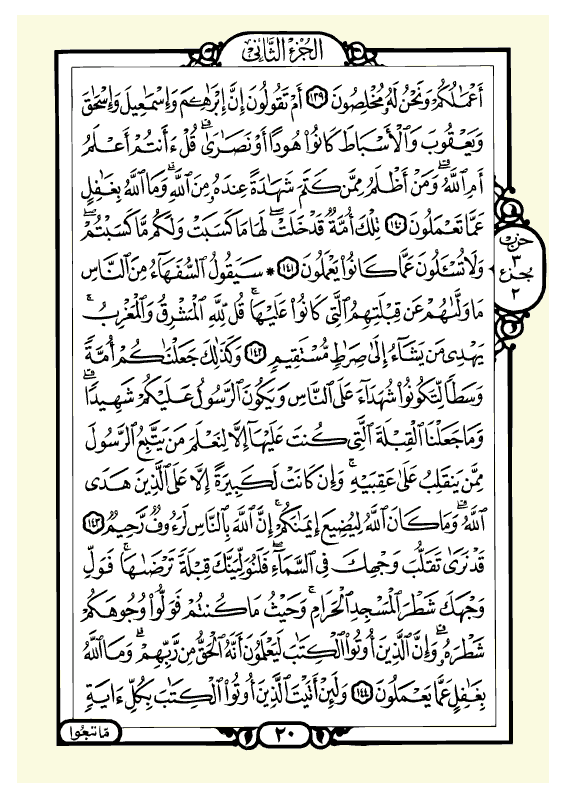 الجزء الثاني
أَعْمَٰلُكُمْ وَنَحْنُ لَهُۥ مُخْلِصُونَ ﴿١٣٩﴾ أَمْ تَقُولُونَ إِنَّ إِبْرَٰهِـۧمَ وَإِسْمَٰعِيلَ وَإِسْحَٰقَ
وَيَعْقُوبَ وَٱلْأَسْبَاطَ كَانُوا۟ هُودًا أَوْ نَصَٰرَىٰ ۗ قُلْ ءَأَنتُمْ أَعْلَمُ
أَمِ ٱللَّهُ ۗ وَمَنْ أَظْلَمُ مِمَّن كَتَمَ شَهَٰدَةً عِندَهُۥ مِنَ ٱللَّهِ ۗ وَمَا ٱللَّهُ بِغَٰفِلٍ
عَمَّا تَعْمَلُونَ ﴿١٤٠﴾ تِلْكَ أُمَّةٌ قَدْ خَلَتْ ۖ لَهَا مَا كَسَبَتْ وَلَكُم مَّا كَسَبْتُمْ ۖ
وَلَا تُسْـَٔلُونَ عَمَّا كَانُوا۟ يَعْمَلُونَ ﴿١٤١﴾ * سَيَقُولُ ٱلسُّفَهَآءُ مِنَ ٱلنَّاسِ
مَا وَلَّىٰهُمْ عَن قِبْلَتِهِمُ ٱلَّتِى كَانُوا۟ عَلَيْهَا ۚ قُل لِّلَّهِ ٱلْمَشْرِقُ وَٱلْمَغْرِبُ ۚ
يَهْدِى مَن يَشَآءُ إِلَىٰ صِرَٰطٍ مُّسْتَقِيمٍ ﴿١٤٢﴾ وَكَذَٰلِكَ جَعَلْنَٰكُمْ أُمَّةً
وَسَطًا لِّتَكُونُوا۟ شُهَدَآءَ عَلَى ٱلنَّاسِ وَيَكُونَ ٱلرَّسُولُ عَلَيْكُمْ شَهِيدًا ۗ
وَمَا جَعَلْنَا ٱلْقِبْلَةَ ٱلَّتِى كُنتَ عَلَيْهَآ إِلَّا لِنَعْلَمَ مَن يَتَّبِعُ ٱلرَّسُولَ
مِمَّن يَنقَلِبُ عَلَىٰ عَقِبَيْهِ ۚ وَإِن كَانَتْ لَكَبِيرَةً إِلَّا عَلَى ٱلَّذِينَ هَدَى
ٱللَّهُ ۗ وَمَا كَانَ ٱللَّهُ لِيُضِيعَ إِيمَٰنَكُمْ ۚ إِنَّ ٱللَّهَ بِٱلنَّاسِ لَرَءُوفٌ رَّحِيمٌ ﴿١٤٣﴾
قَدْ نَرَىٰ تَقَلُّبَ وَجْهِكَ فِى ٱلسَّمَآءِ ۖ فَلَنُوَلِّيَنَّكَ قِبْلَةً تَرْضَىٰهَا ۚ فَوَلِّ
وَجْهَكَ شَطْرَ ٱلْمَسْجِدِ ٱلْحَرَامِ ۚ وَحَيْثُ مَا كُنتُمْ فَوَلُّوا۟ وُجُوهَكُمْ
شَطْرَهُۥ ۗ وَإِنَّ ٱلَّذِينَ أُوتُوا۟ ٱلْكِتَٰبَ لَيَعْلَمُونَ أَنَّهُ ٱلْحَقُّ مِن رَّبِّهِمْ ۗ وَمَا ٱللَّهُ
بِغَٰفِلٍ عَمَّا يَعْمَلُونَ ﴿١٤٤﴾ وَلَئِنْ أَتَيْتَ ٱلَّذِينَ أُوتُوا۟ ٱلْكِتَٰبَ بِكُلِّ ءَايَةٍ
حزب
٣
جزء
٢
٢٠
مَّا تَبِعُوا